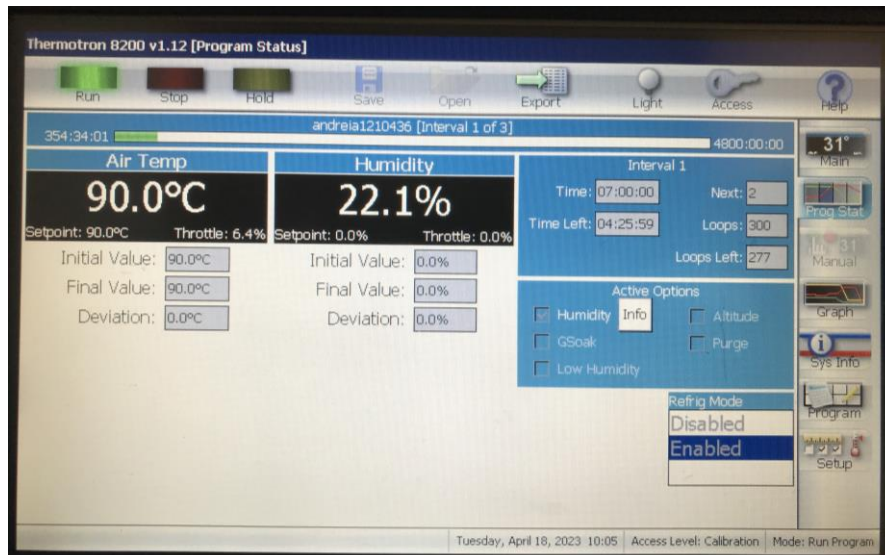 Thermotron 8200 v1.12 [Program Status]
Run Stop Hold Save Open Export Light Access Help
andreia1210436 [Interval 1 of 3]
354:34:01 4800:00:00
Air Temp
90.0°C
Setpoint: 90.0°C Throttle: 6.4%
Initial Value: 90.0°C
Final Value: 90.0°C
Deviation: 0.0°C
Humidity
22.1%
Setpoint: 0.0% Throttle: 0.0%
Initial Value: 0.0%
Final Value: 0.0%
Deviation: 0.0%
Interval 1
Time: 07:00:00 Next: 2
Time Left: 04:25:59 Loops: 300
Loops Left: 277
Active Options
Humidity Info Altitude
GSoak Purge
Low Humidity
Refrig Mode
Disabled
Enabled
31°
Main
Prog Stat
31
Manual
Graph
Sys Info
Program
Setup
Tuesday, April 18, 2023 10:05 Access Level: Calibration Mode: Run Program